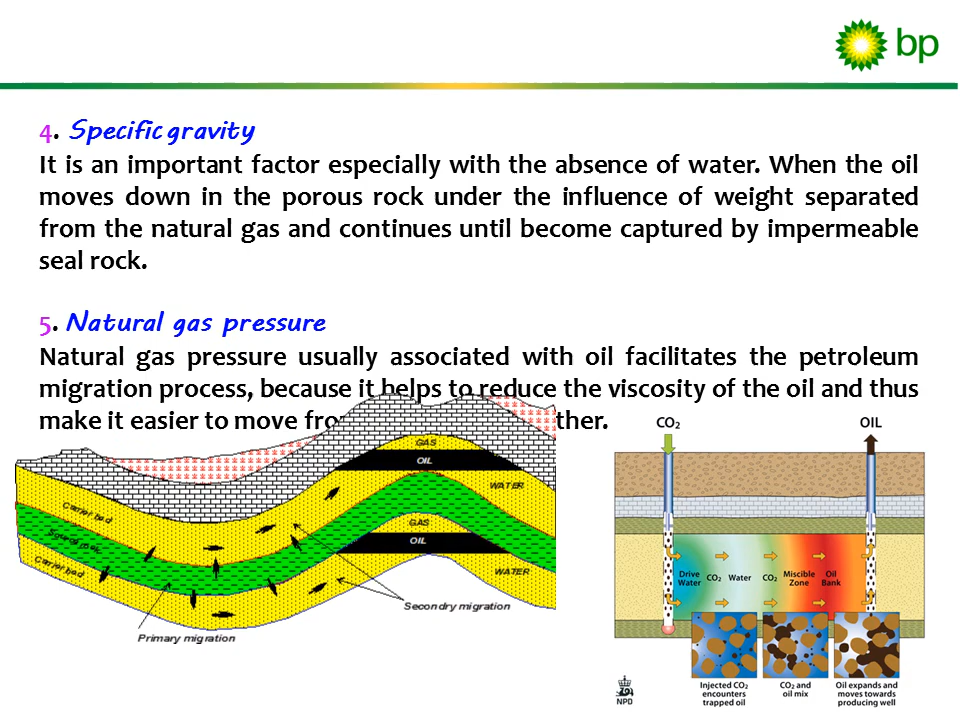 bp
4. Specific gravity
It is an important factor especially with the absence of water. When the oil
moves down in the porous rock under the influence of weight separated
from the natural gas and continues until become captured by impermeable
seal rock.
5. Natural gas pressure
Natural gas pressure usually associated with oil facilitates the petroleum
migration process, because it helps to reduce the viscosity of the oil and thus
make it easier to move
GAS
OIL
WATER
Carrier bed
Source rock
Carrier bed
GAS
OIL
WATER
Secondry migration
Primary migration
CO₂ OIL
Drive
Water
CO₂
Water
CO₂
Miscible
Zone
Oil
Bank
Injected CO₂
encounters
trapped oil
CO₂ and
oil mix
Oil expands and
moves towards
producing well
NPD